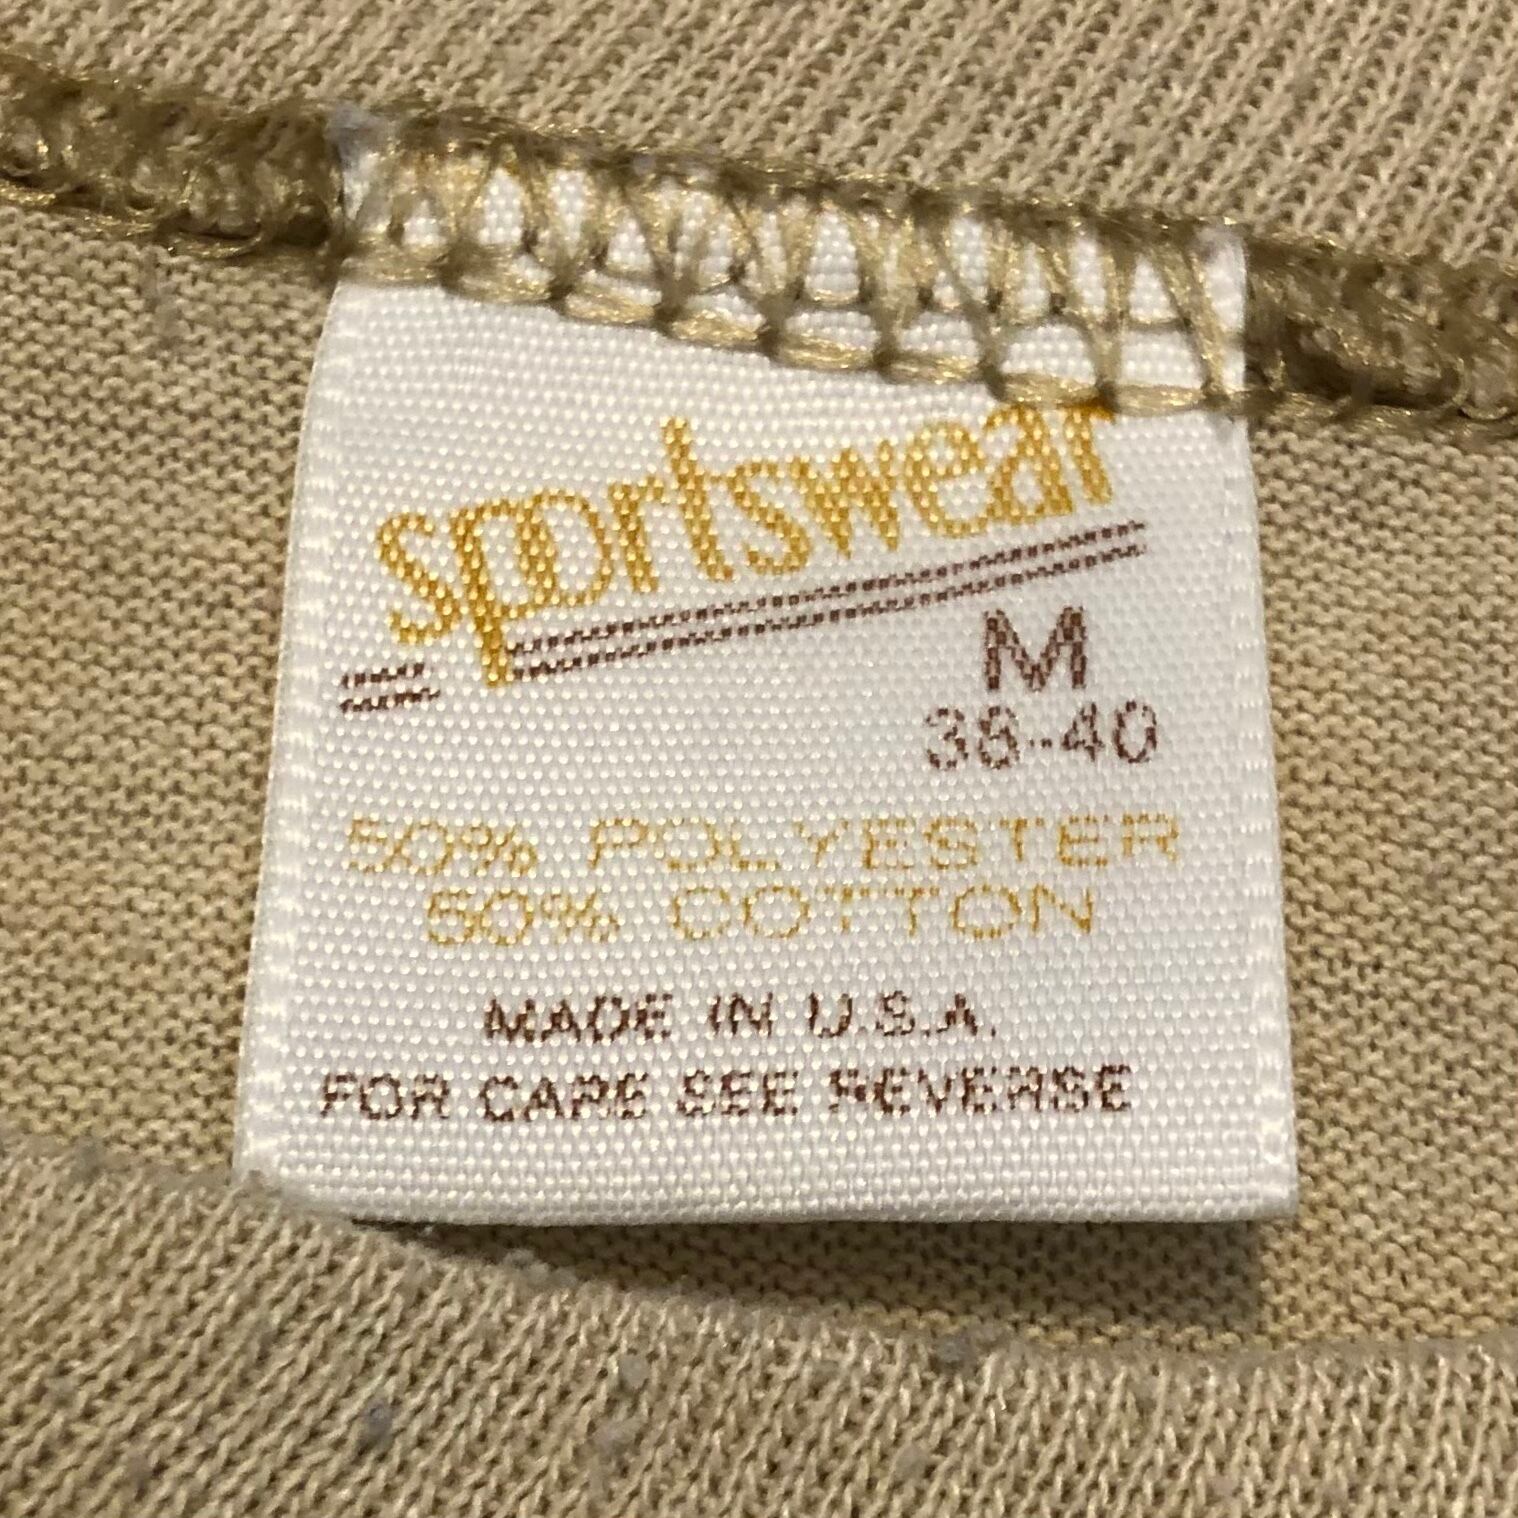 sportswear
M
38-40
50% POLYESTER
50% COTTON
MADE IN U.S.A.
FOR CARE SEE REVERSE